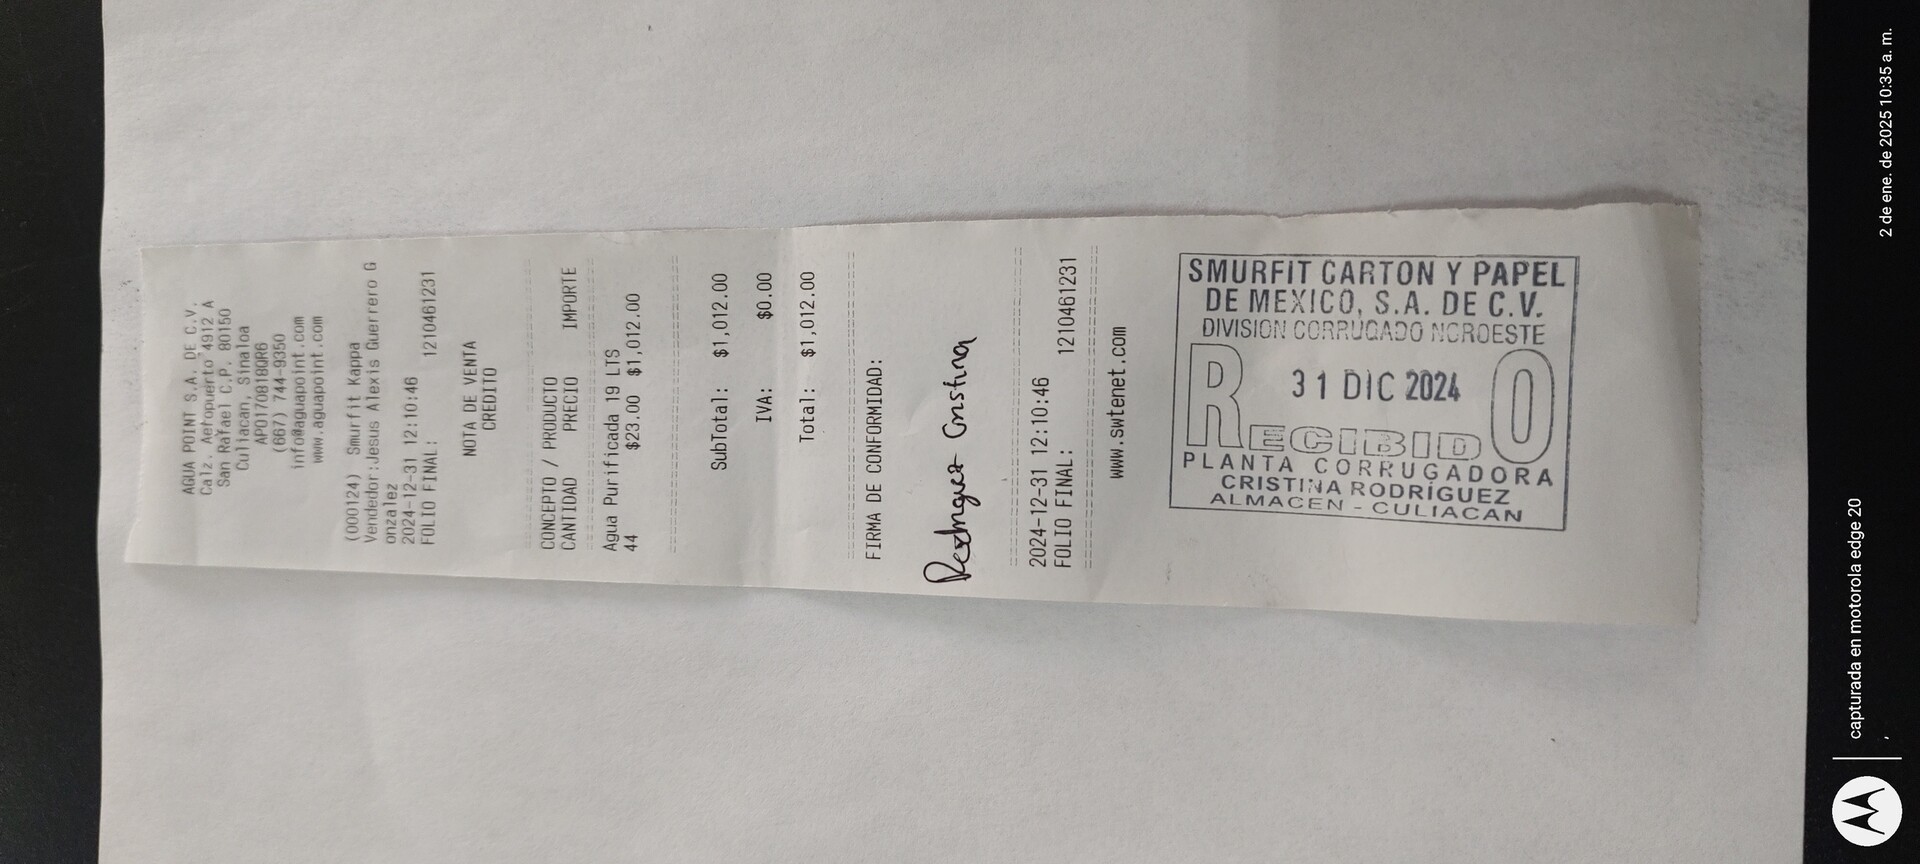 AGUA POINT S.A. DE C.V.
Calz. Aeropuerto 4912 A
San Rafael C.P. 80150
Culiacan, Sinaloa
APO170818QR6
(667) 744-9350
info@aguapoint.com
www.aguapoint.com
(000124) Smurfit Kappa
Vendedor:Jesus Alexis Guerrero G
onzalez
2024-12-31 12:10:46
FOLIO FINAL: 1210461231
NOTA DE VENTA
CREDITO
CONCEPTO / PRODUCTO
CANTIDAD PRECIO IMPORTE
Agua Purificada 19 LTS
44 $23.00 $1,012.00
SubTotal: $1,012.00
IVA: $0.00
Total: $1,012.00
FIRMA DE CONFORMIDAD:
Rodriguez Cristina
2024-12-31 12:10:46
FOLIO FINAL: 1210461231
www.swtenet.com
SMURFIT CARTON Y PAPEL
DE MEXICO, S.A. DE C.V.
DIVISION CORRUGADO NOROESTE
31 DIC 2024
RECIBIDO
PLANTA CORRUGADORA
CRISTINA RODRÍGUEZ
ALMACEN - CULIACAN
capturada en motorola edge 20
2 de ene. de 2025 10:35 a. m.